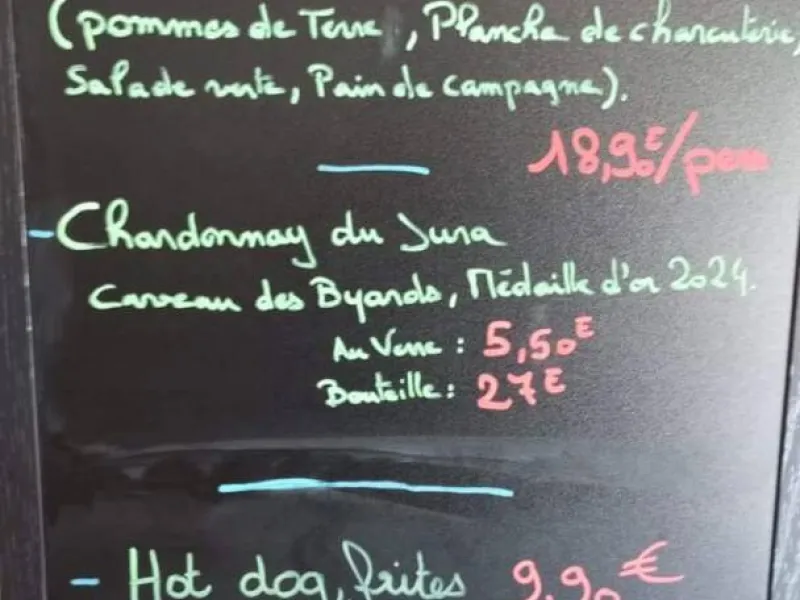 (pommes de Terre, Planche de charcuterie,
Salade verte, Pain de campagne).
18,90€/pers
- Chardonnay du Jura
Caveau des Byards, Médaille d'or 2024.
Au Verre : 5,50€
Bouteille : 27€
- Hot dog, frites 9,90€